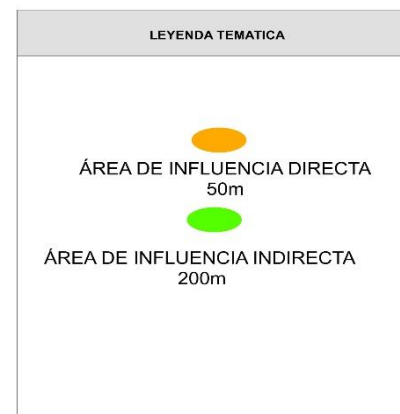 LEYENDA TEMATICA
ÁREA DE INFLUENCIA DIRECTA
50m
ÁREA DE INFLUENCIA INDIRECTA
200m